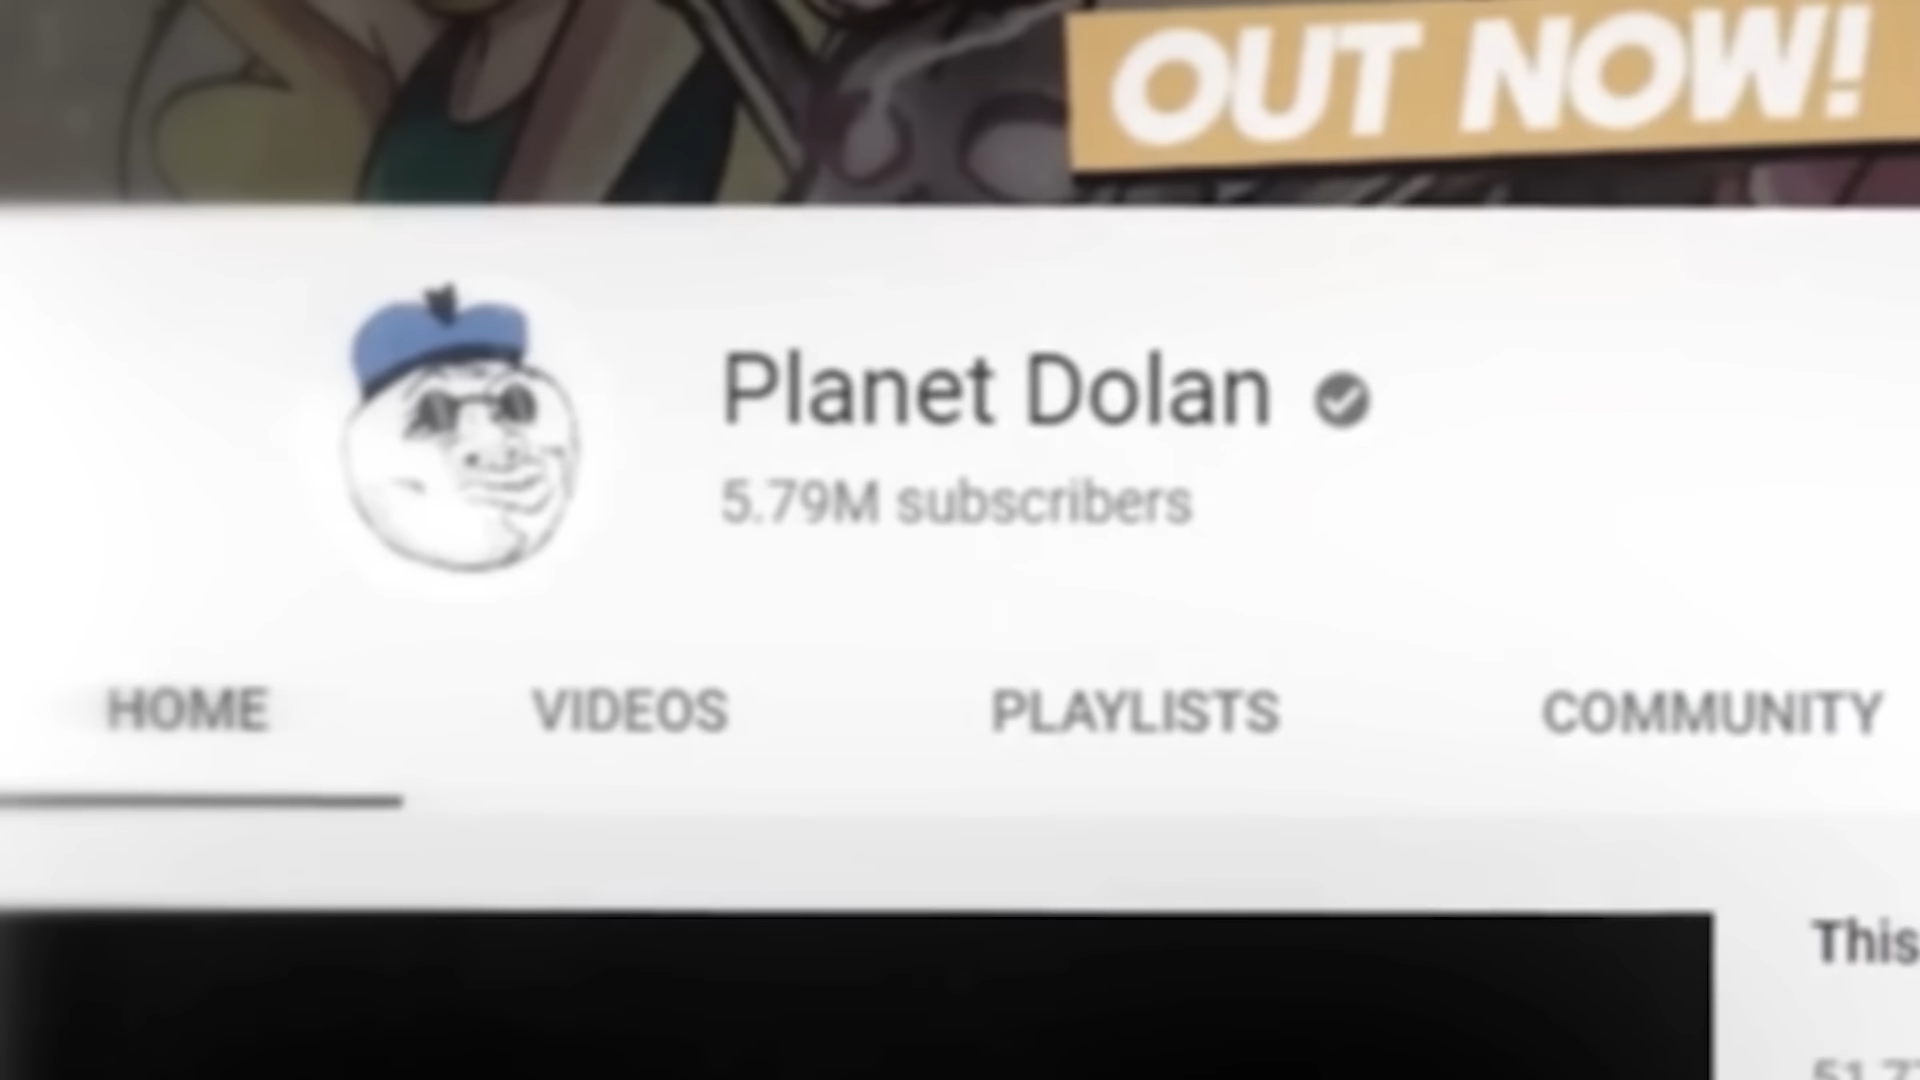 OUT NOW!
Planet Dolan
5.79M subscribers
HOME VIDEOS PLAYLISTS COMMUNITY
This